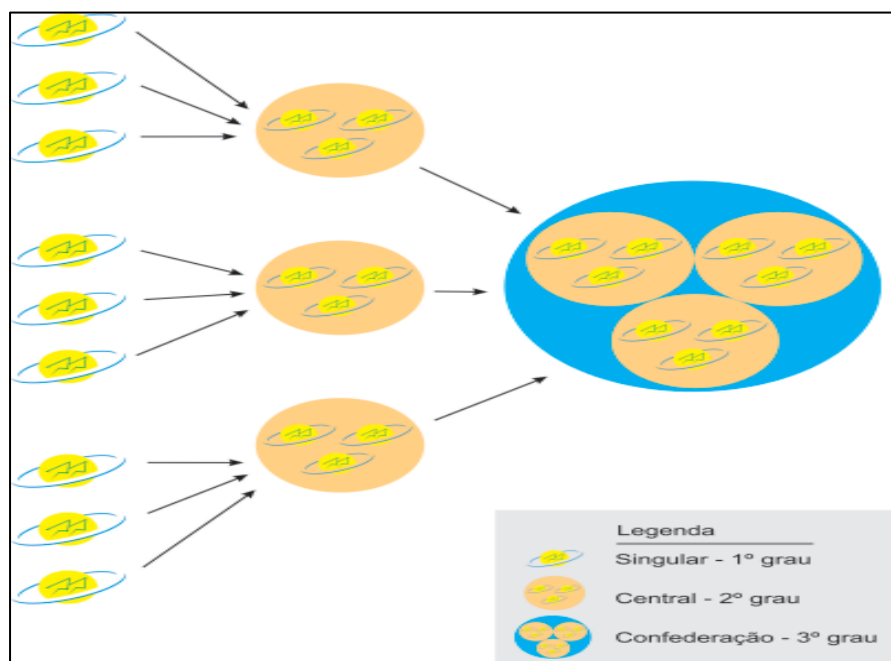 Legenda
Singular - 1º grau
Central - 2º grau
Confederação - 3º grau